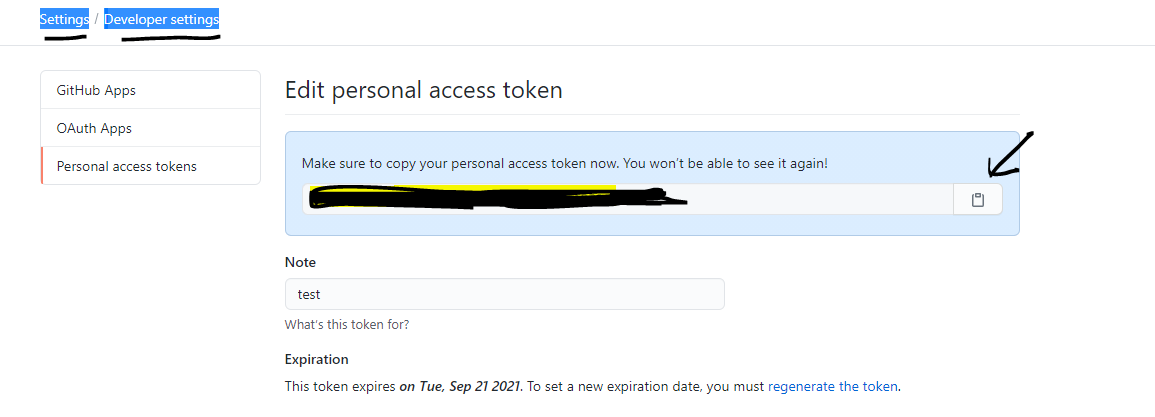 Settings / Developer settings
GitHub Apps
OAuth Apps
Personal access tokens
Edit personal access token
Make sure to copy your personal access token now. You won't be able to see it again!
Note
test
What's this token for?
Expiration
This token expires on Tue, Sep 21 2021. To set a new expiration date, you must regenerate the token.